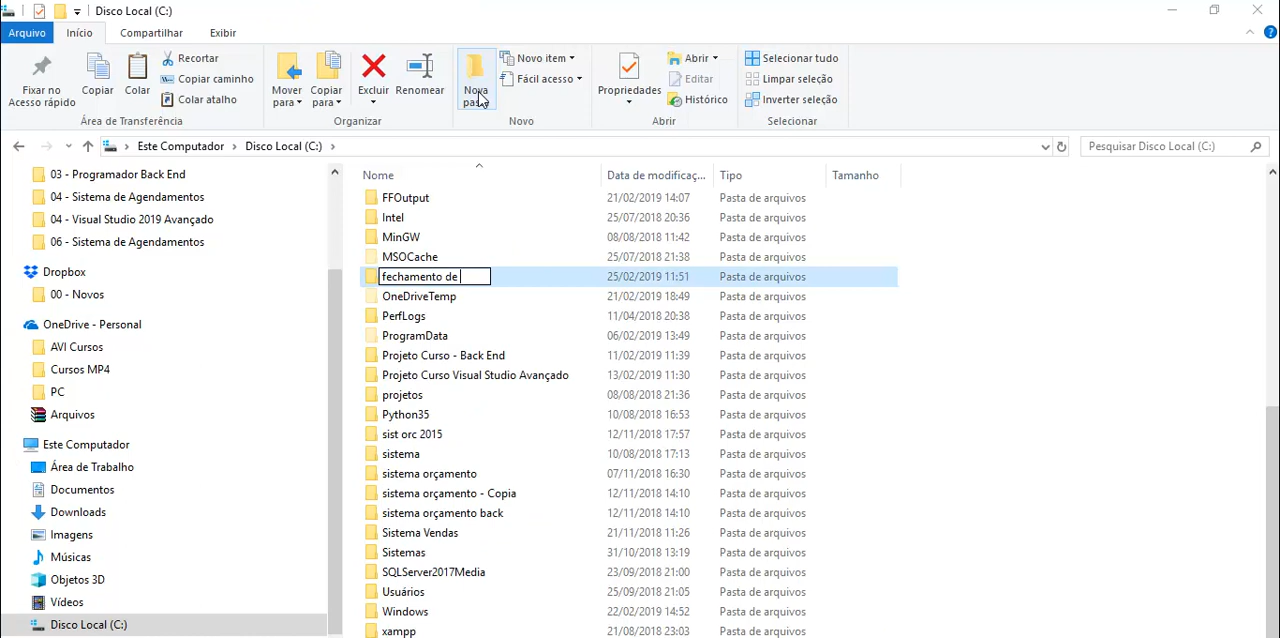 Disco Local (C:)
Arquivo Início Compartilhar Exibir
Fixar no Acesso rápido
Copiar
Colar
Recortar
Copiar caminho
Colar atalho
Área de Transferência
Mover para
Copiar para
Excluir
Renomear
Organizar
Nova pasta
Novo item
Fácil acesso
Novo
Propriedades
Abrir
Editar
Histórico
Abrir
Selecionar tudo
Limpar seleção
Inverter seleção
Selecionar
Este Computador Disco Local (C:)
Pesquisar Disco Local (C:)
03 - Programador Back End
04 - Sistema de Agendamentos
04 - Visual Studio 2019 Avançado
06 - Sistema de Agendamentos
Dropbox
00 - Novos
OneDrive - Personal
AVI Cursos
Cursos MP4
PC
Arquivos
Este Computador
Área de Trabalho
Documentos
Downloads
Imagens
Músicas
Objetos 3D
Vídeos
Disco Local (C:)
Nome Data de modificaç... Tipo Tamanho
FFOutput 21/02/2019 14:07 Pasta de arquivos
Intel 25/07/2018 20:36 Pasta de arquivos
MinGW 08/08/2018 11:42 Pasta de arquivos
MSOCache 25/07/2018 21:38 Pasta de arquivos
fechamento de 25/02/2019 11:51 Pasta de arquivos
OneDriveTemp 21/02/2019 18:49 Pasta de arquivos
PerfLogs 11/04/2018 20:38 Pasta de arquivos
ProgramData 06/02/2019 13:49 Pasta de arquivos
Projeto Curso - Back End 11/02/2019 11:39 Pasta de arquivos
Projeto Curso Visual Studio Avançado 13/02/2019 11:30 Pasta de arquivos
projetos 08/08/2018 21:36 Pasta de arquivos
Python35 10/08/2018 16:53 Pasta de arquivos
sist orc 2015 12/11/2018 17:57 Pasta de arquivos
sistema 10/08/2018 17:13 Pasta de arquivos
sistema orçamento 07/11/2018 16:30 Pasta de arquivos
sistema orçamento - Copia 12/11/2018 14:10 Pasta de arquivos
sistema orçamento back 12/11/2018 14:10 Pasta de arquivos
Sistema Vendas 21/11/2018 11:26 Pasta de arquivos
Sistemas 31/10/2018 13:19 Pasta de arquivos
SQLServer2017Media 23/09/2018 21:00 Pasta de arquivos
Usuários 25/09/2018 21:05 Pasta de arquivos
Windows 22/02/2019 14:52 Pasta de arquivos
xampp 21/08/2018 23:03 Pasta de arquivos